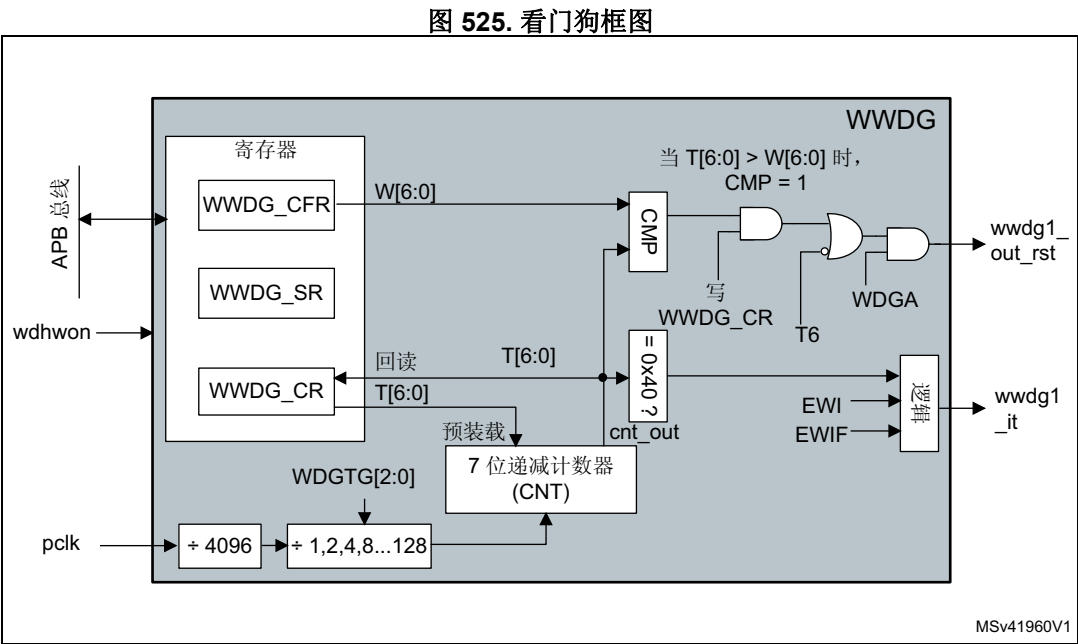 图 525. 看门狗框图
WWDG
寄存器
当 T[6:0] > W[6:0] 时，
CMP = 1
APB 总线
WWDG_CFR
W[6:0]
CMP
wwdg1_
out_rst
WWDG_SR
写
WWDG_CR
T6
WDGA
wdhwon
回读
T[6:0]
= 0x40 ?
WWDG_CR
T[6:0]
逻辑
EWI
EWIF
wwdg1
_it
预装载
cnt_out
7 位递减计数器
(CNT)
WDGTG[2:0]
pclk
÷ 4096
÷ 1,2,4,8...128
MSv41960V1